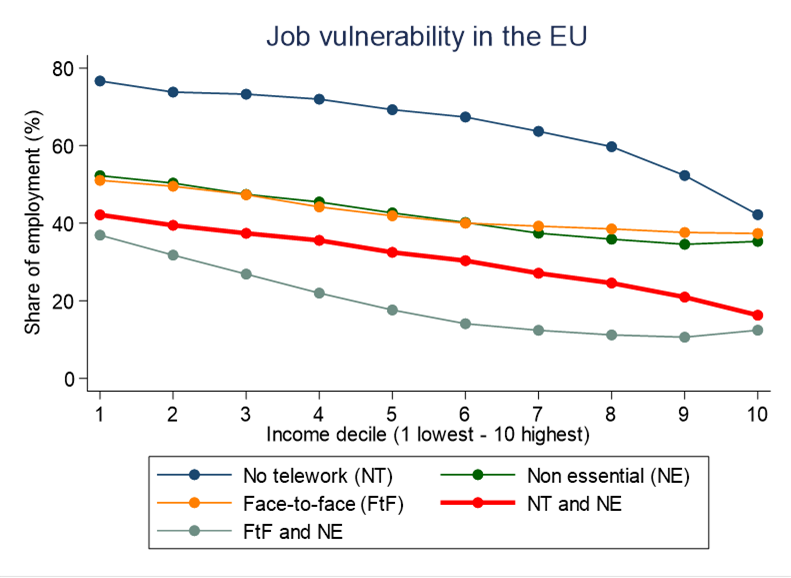 Job vulnerability in the EU
Share of employment (%)
80
60
40
20
0
1 2 3 4 5 6 7 8 9 10
Income decile (1 lowest - 10 highest)
No telework (NT) Non essential (NE)
Face-to-face (FtF) NT and NE
FtF and NE